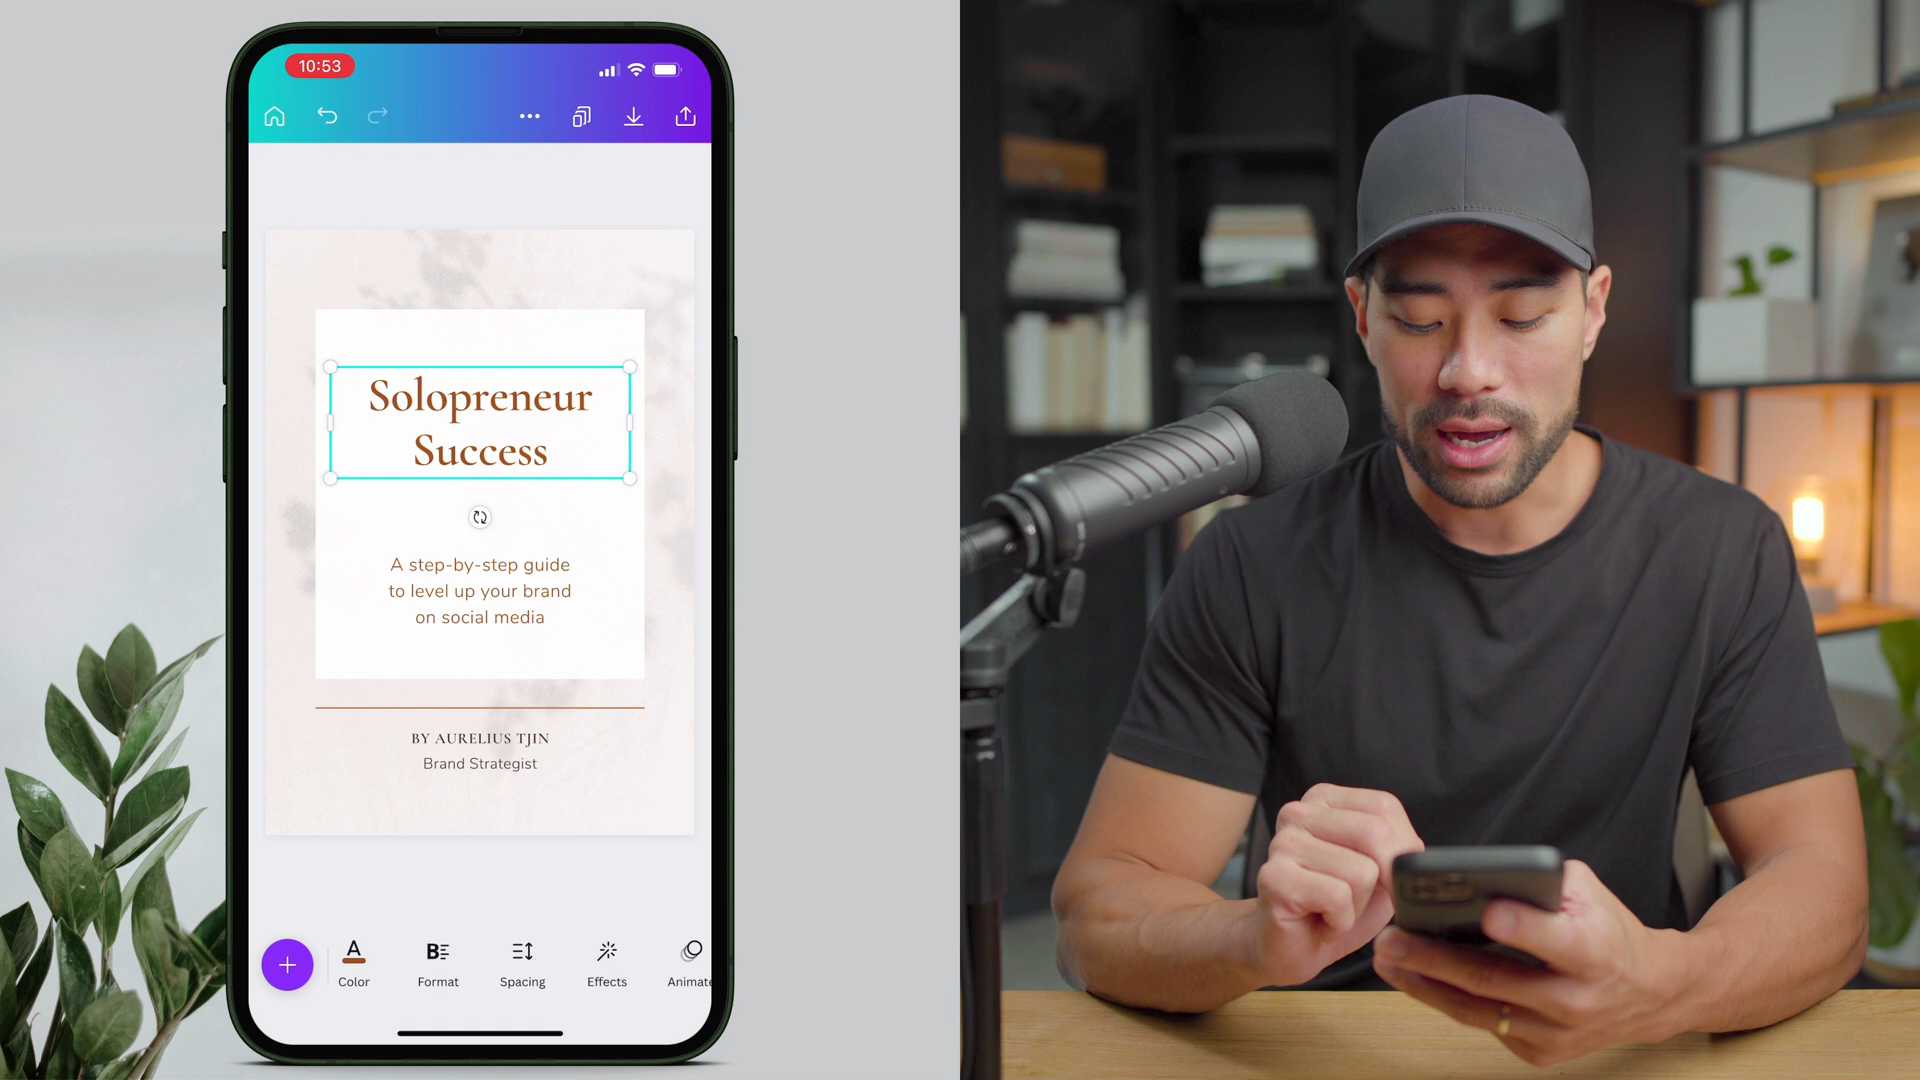 10:53
Solopreneur
Success
A step-by-step guide
to level up your brand
on social media
BY AURELIUS TJIN
Brand Strategist
Color
Format
Spacing
Effects
Animate